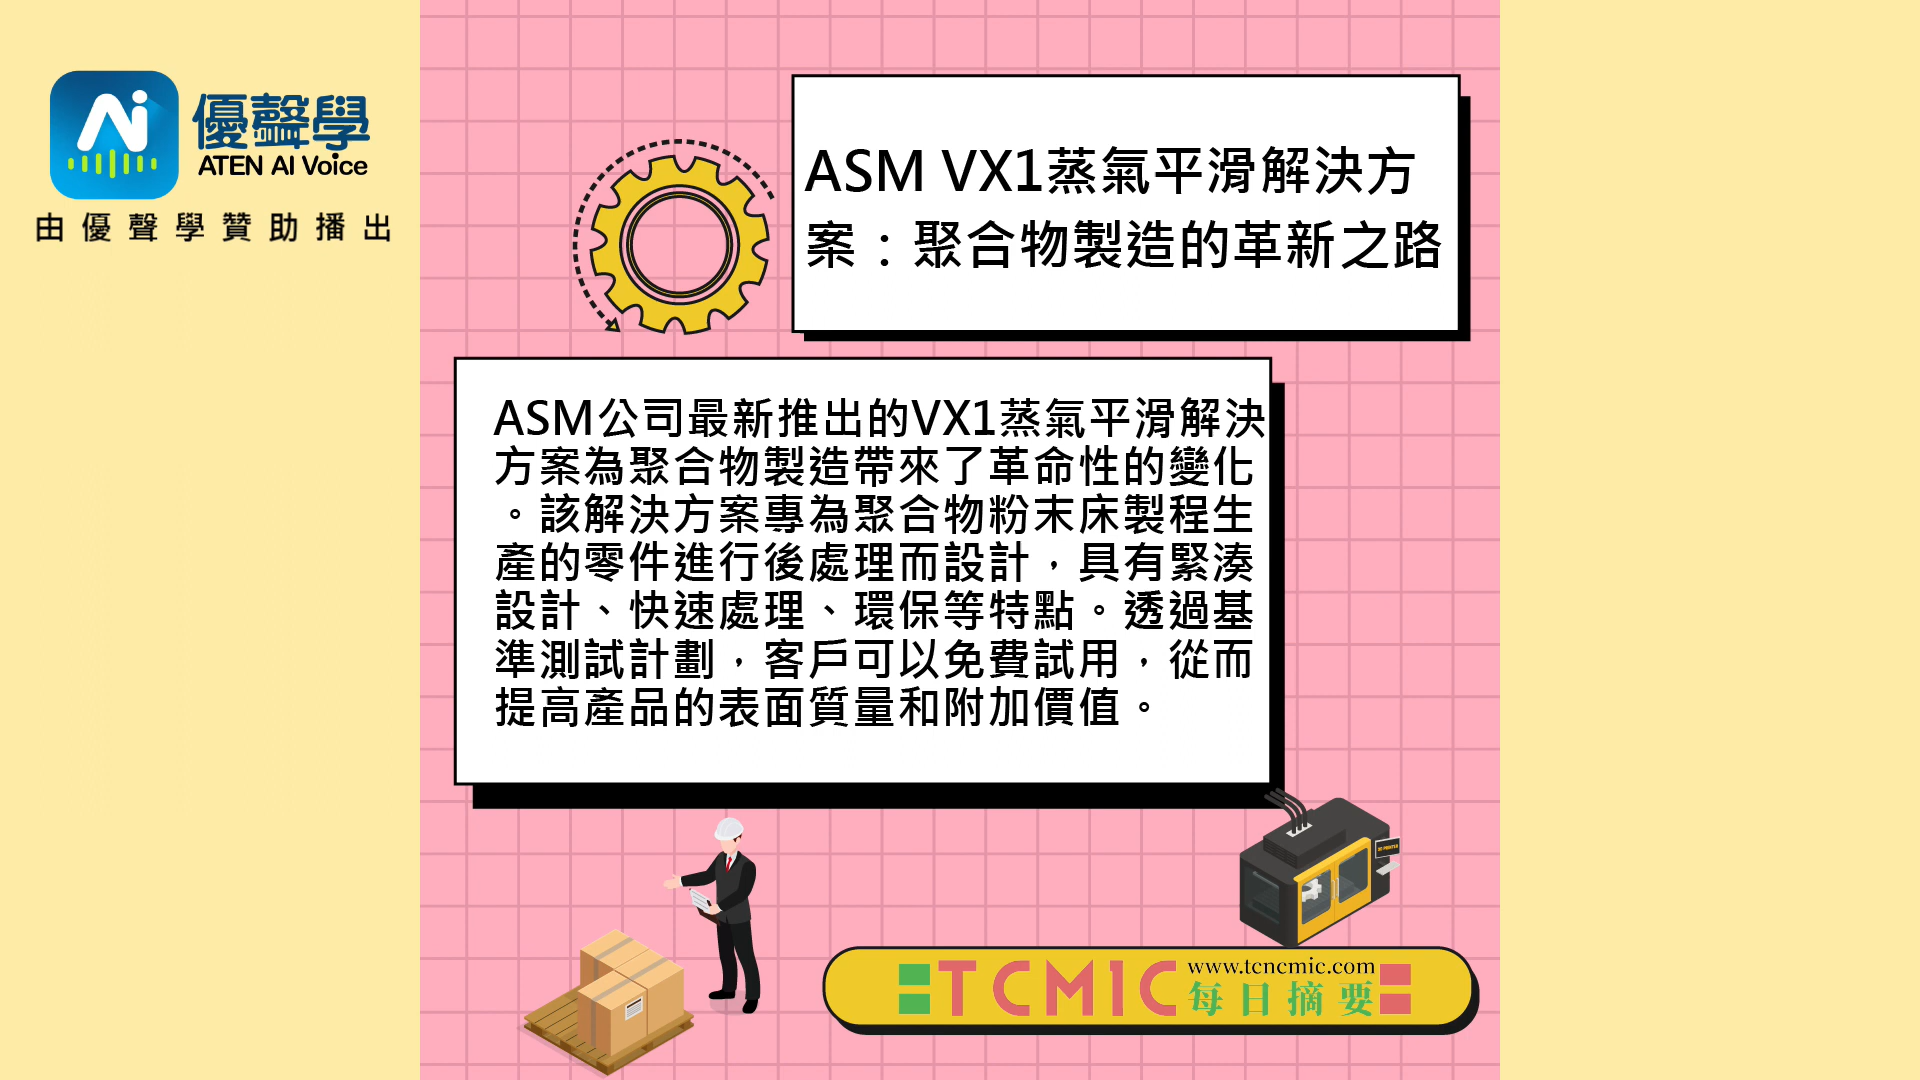 Ai
優聲學
ATEN AI Voice
由優聲學贊助播出
ASM VX1蒸氣平滑解決方
案：聚合物製造的革新之路
ASM公司最新推出的VX1蒸氣平滑解決
方案為聚合物製造帶來了革命性的變化
。該解決方案專為聚合物粉末床製程生
產的零件進行後處理而設計，具有緊湊
設計、快速處理、環保等特點。透過基
準測試計劃，客戶可以免費試用，從而
提高產品的表面質量和附加價值。
TCMIC
www.tcncmic.com
每日摘要